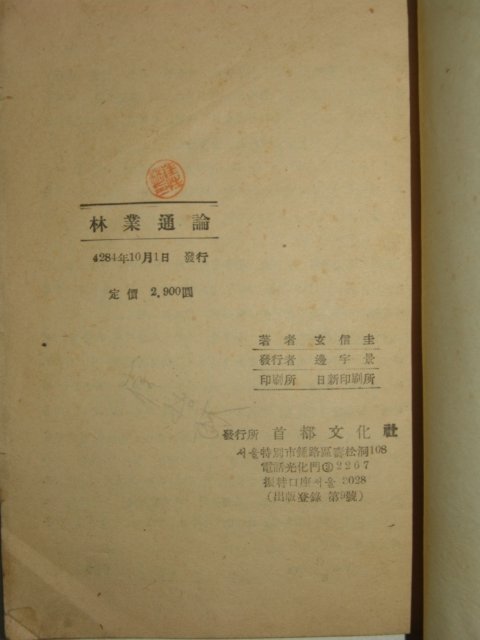 林業通論
4284年10月1日 發行
定價 2,900圓
著者 玄信圭
發行者 邊宇景
印刷所 日新印刷所
發行所 首都文化社
서울特別市鍾路區壽松洞108
電話光化門③2267
振替口座서울 2028
(出版登錄 第9號)